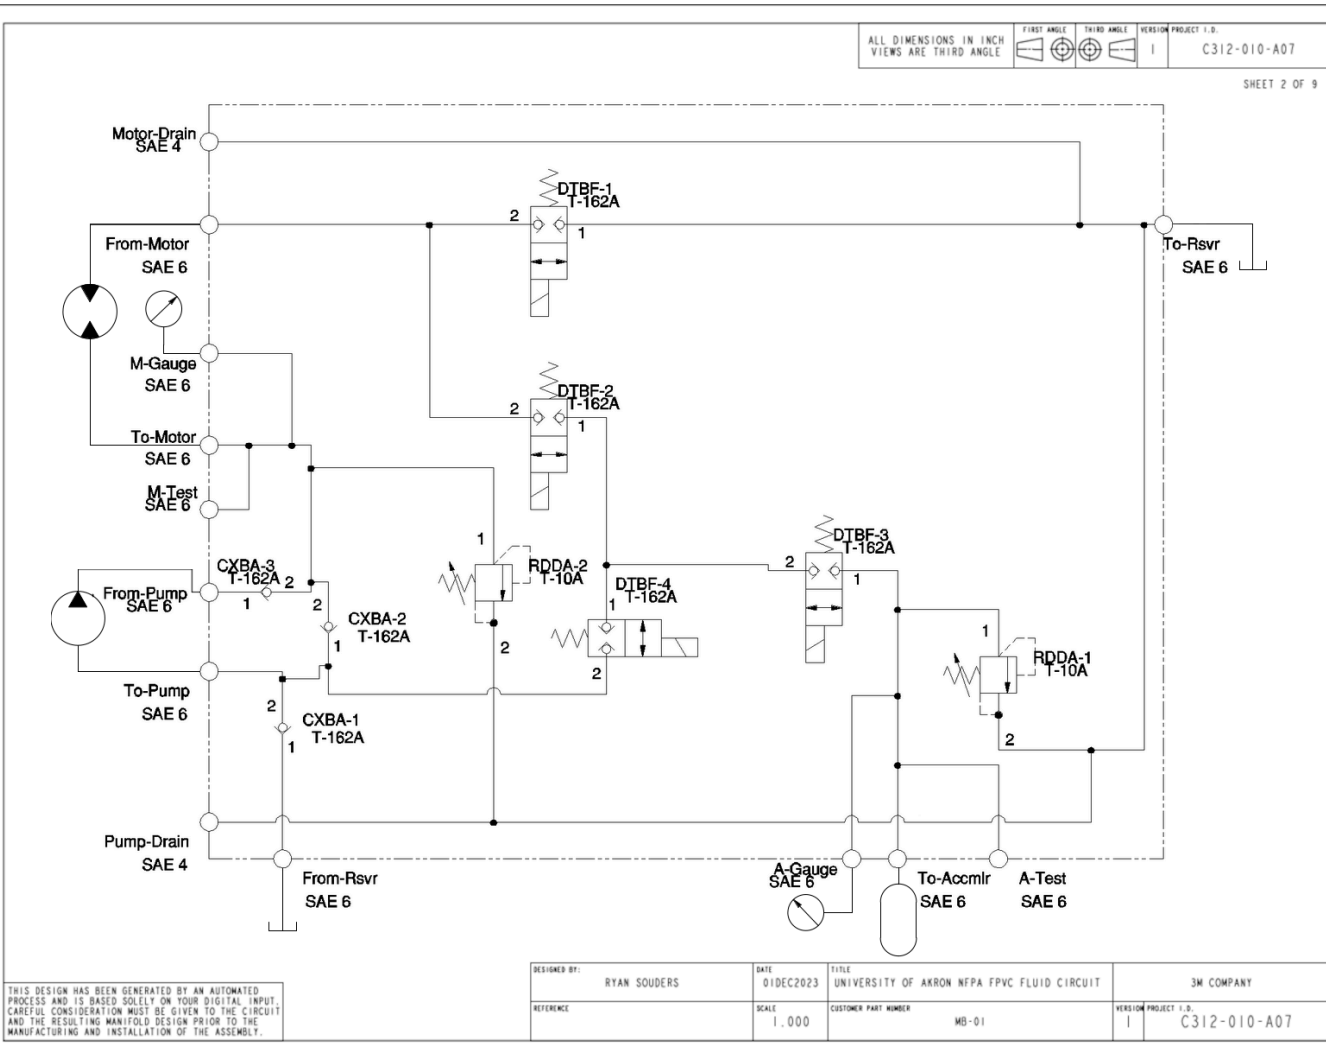 ALL DIMENSIONS IN INCH
VIEWS ARE THIRD ANGLE
FIRST ANGLE
THIRD ANGLE
VERSION
1
PROJECT I.D.
C312-010-A07
SHEET 2 OF 9
Motor-Drain
SAE 4
DTBF-1
T-162A
2
1
From-Motor
SAE 6
To-Rsvr
SAE 6
M-Gauge
SAE 6
DTBF-2
T-162A
2
1
To-Motor
SAE 6
M-Test
SAE 6
DTBF-3
T-162A
2
1
1
RDDA-2
T-10A
2
CXBA-3
T-162A
2
1
From-Pump
SAE 6
DTBF-4
T-162A
1
2
2
CXBA-2
T-162A
1
1
RDDA-1
T-10A
2
To-Pump
SAE 6
2
CXBA-1
T-162A
1
Pump-Drain
SAE 4
From-Rsvr
SAE 6
A-Gauge
SAE 6
To-Accmlr
SAE 6
A-Test
SAE 6
THIS DESIGN HAS BEEN GENERATED BY AN AUTOMATED
PROCESS AND IS BASED SOLELY ON YOUR DIGITAL INPUT.
CAREFUL CONSIDERATION MUST BE GIVEN TO THE CIRCUIT
AND THE RESULTING MANIFOLD DESIGN PRIOR TO THE
MANUFACTURING AND INSTALLATION OF THE ASSEMBLY.
DESIGNED BY:
RYAN SOUDERS
DATE
01DEC2023
TITLE
UNIVERSITY OF AKRON NFPA FPVC FLUID CIRCUIT
3M COMPANY
REFERENCE
SCALE
1.000
CUSTOMER PART NUMBER
MB-01
VERSION
1
PROJECT I.D.
C312-010-A07